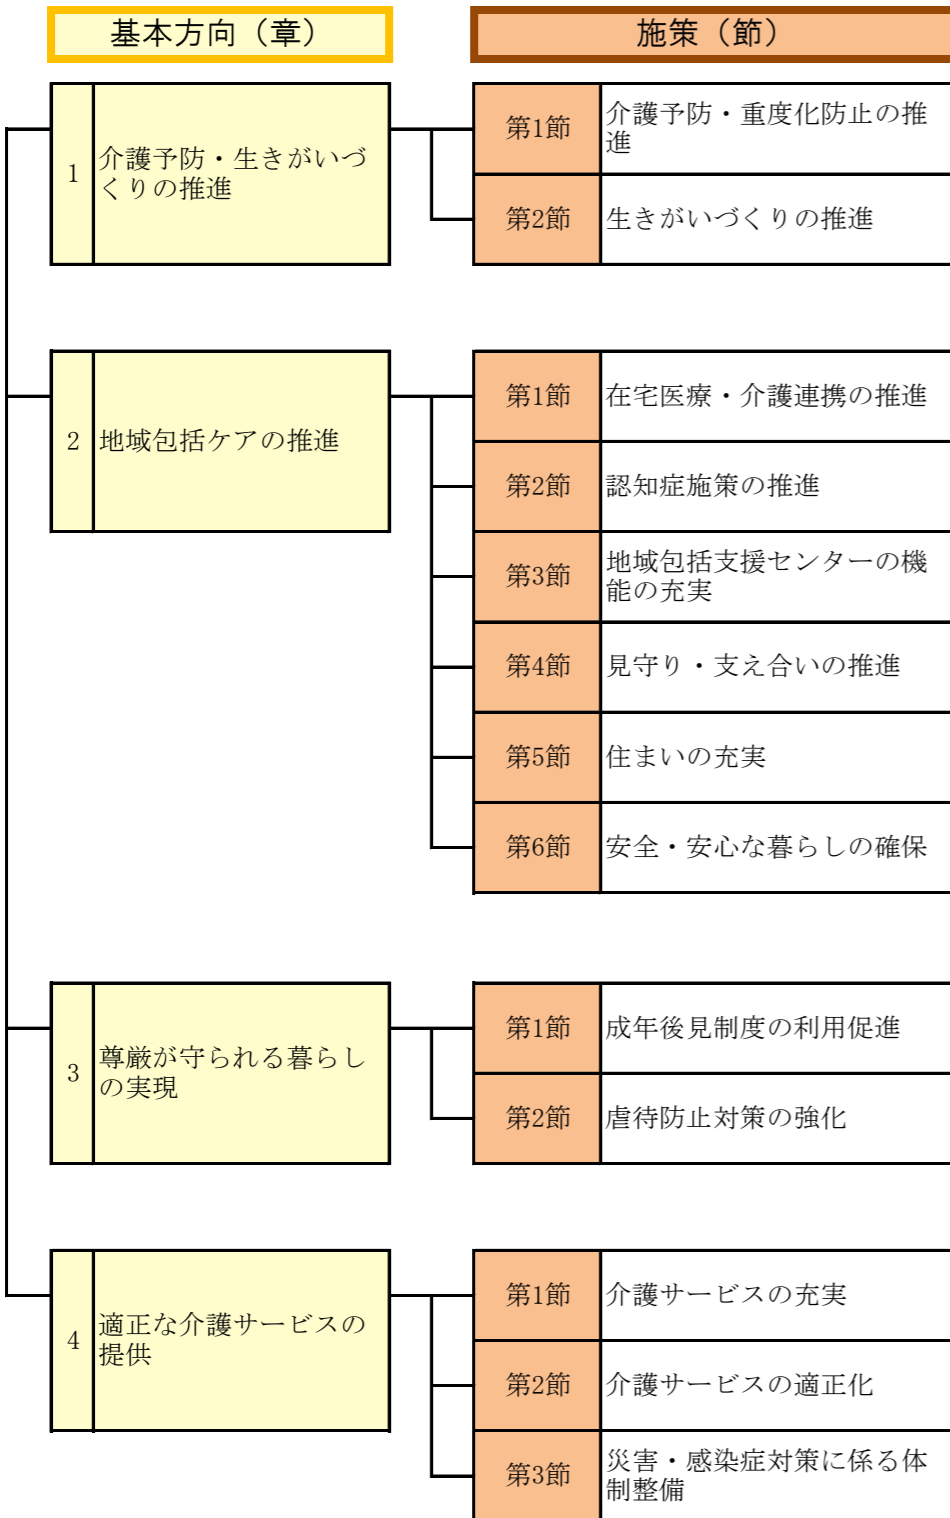 基本方向（章）
施策（節）
1
介護予防・生きがいづ
くりの推進
第1節
介護予防・重度化防止の推
進
第2節
生きがいづくりの推進
2
地域包括ケアの推進
第1節
在宅医療・介護連携の推進
第2節
認知症施策の推進
第3節
地域包括支援センターの機
能の充実
第4節
見守り・支え合いの推進
第5節
住まいの充実
第6節
安全・安心な暮らしの確保
3
尊厳が守られる暮らし
の実現
第1節
成年後見制度の利用促進
第2節
虐待防止対策の強化
4
適正な介護サービスの
提供
第1節
介護サービスの充実
第2節
介護サービスの適正化
第3節
災害・感染症対策に係る体
制整備